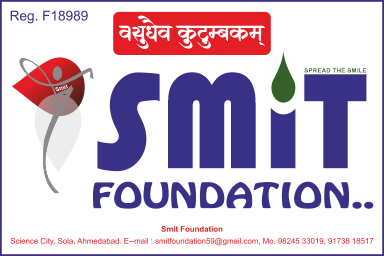 Reg. F18989
वयुधैव कुटुम्बकम्
Smit
SPREAD THE SMILE
SMiT
FOUNDATION..
Smit Foundation
Science City, Sola, Ahmedabad. E--mail : smitfoundation59@gmail.com, Mo. 98245 33019, 91738 18517